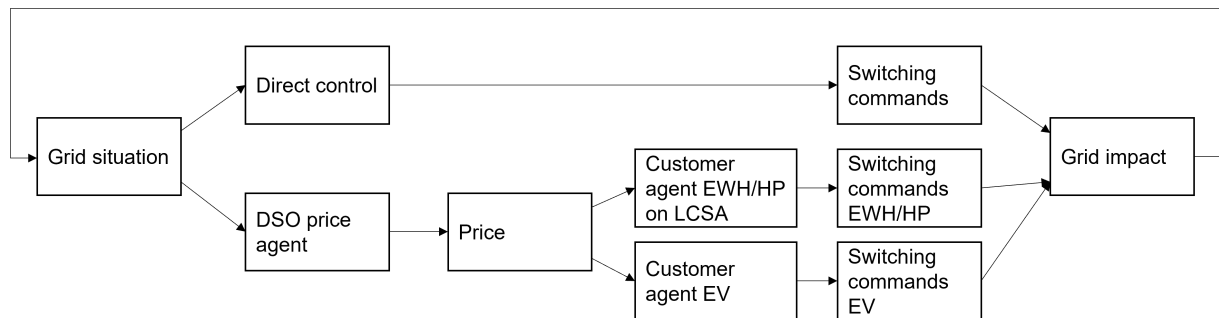 Direct control
Switching
commands
Grid situation
Grid impact
Customer
agent EWH/HP
on LCSA
Switching
commands
EWH/HP
DSO price
agent
Price
Customer
agent EV
Switching
commands
EV